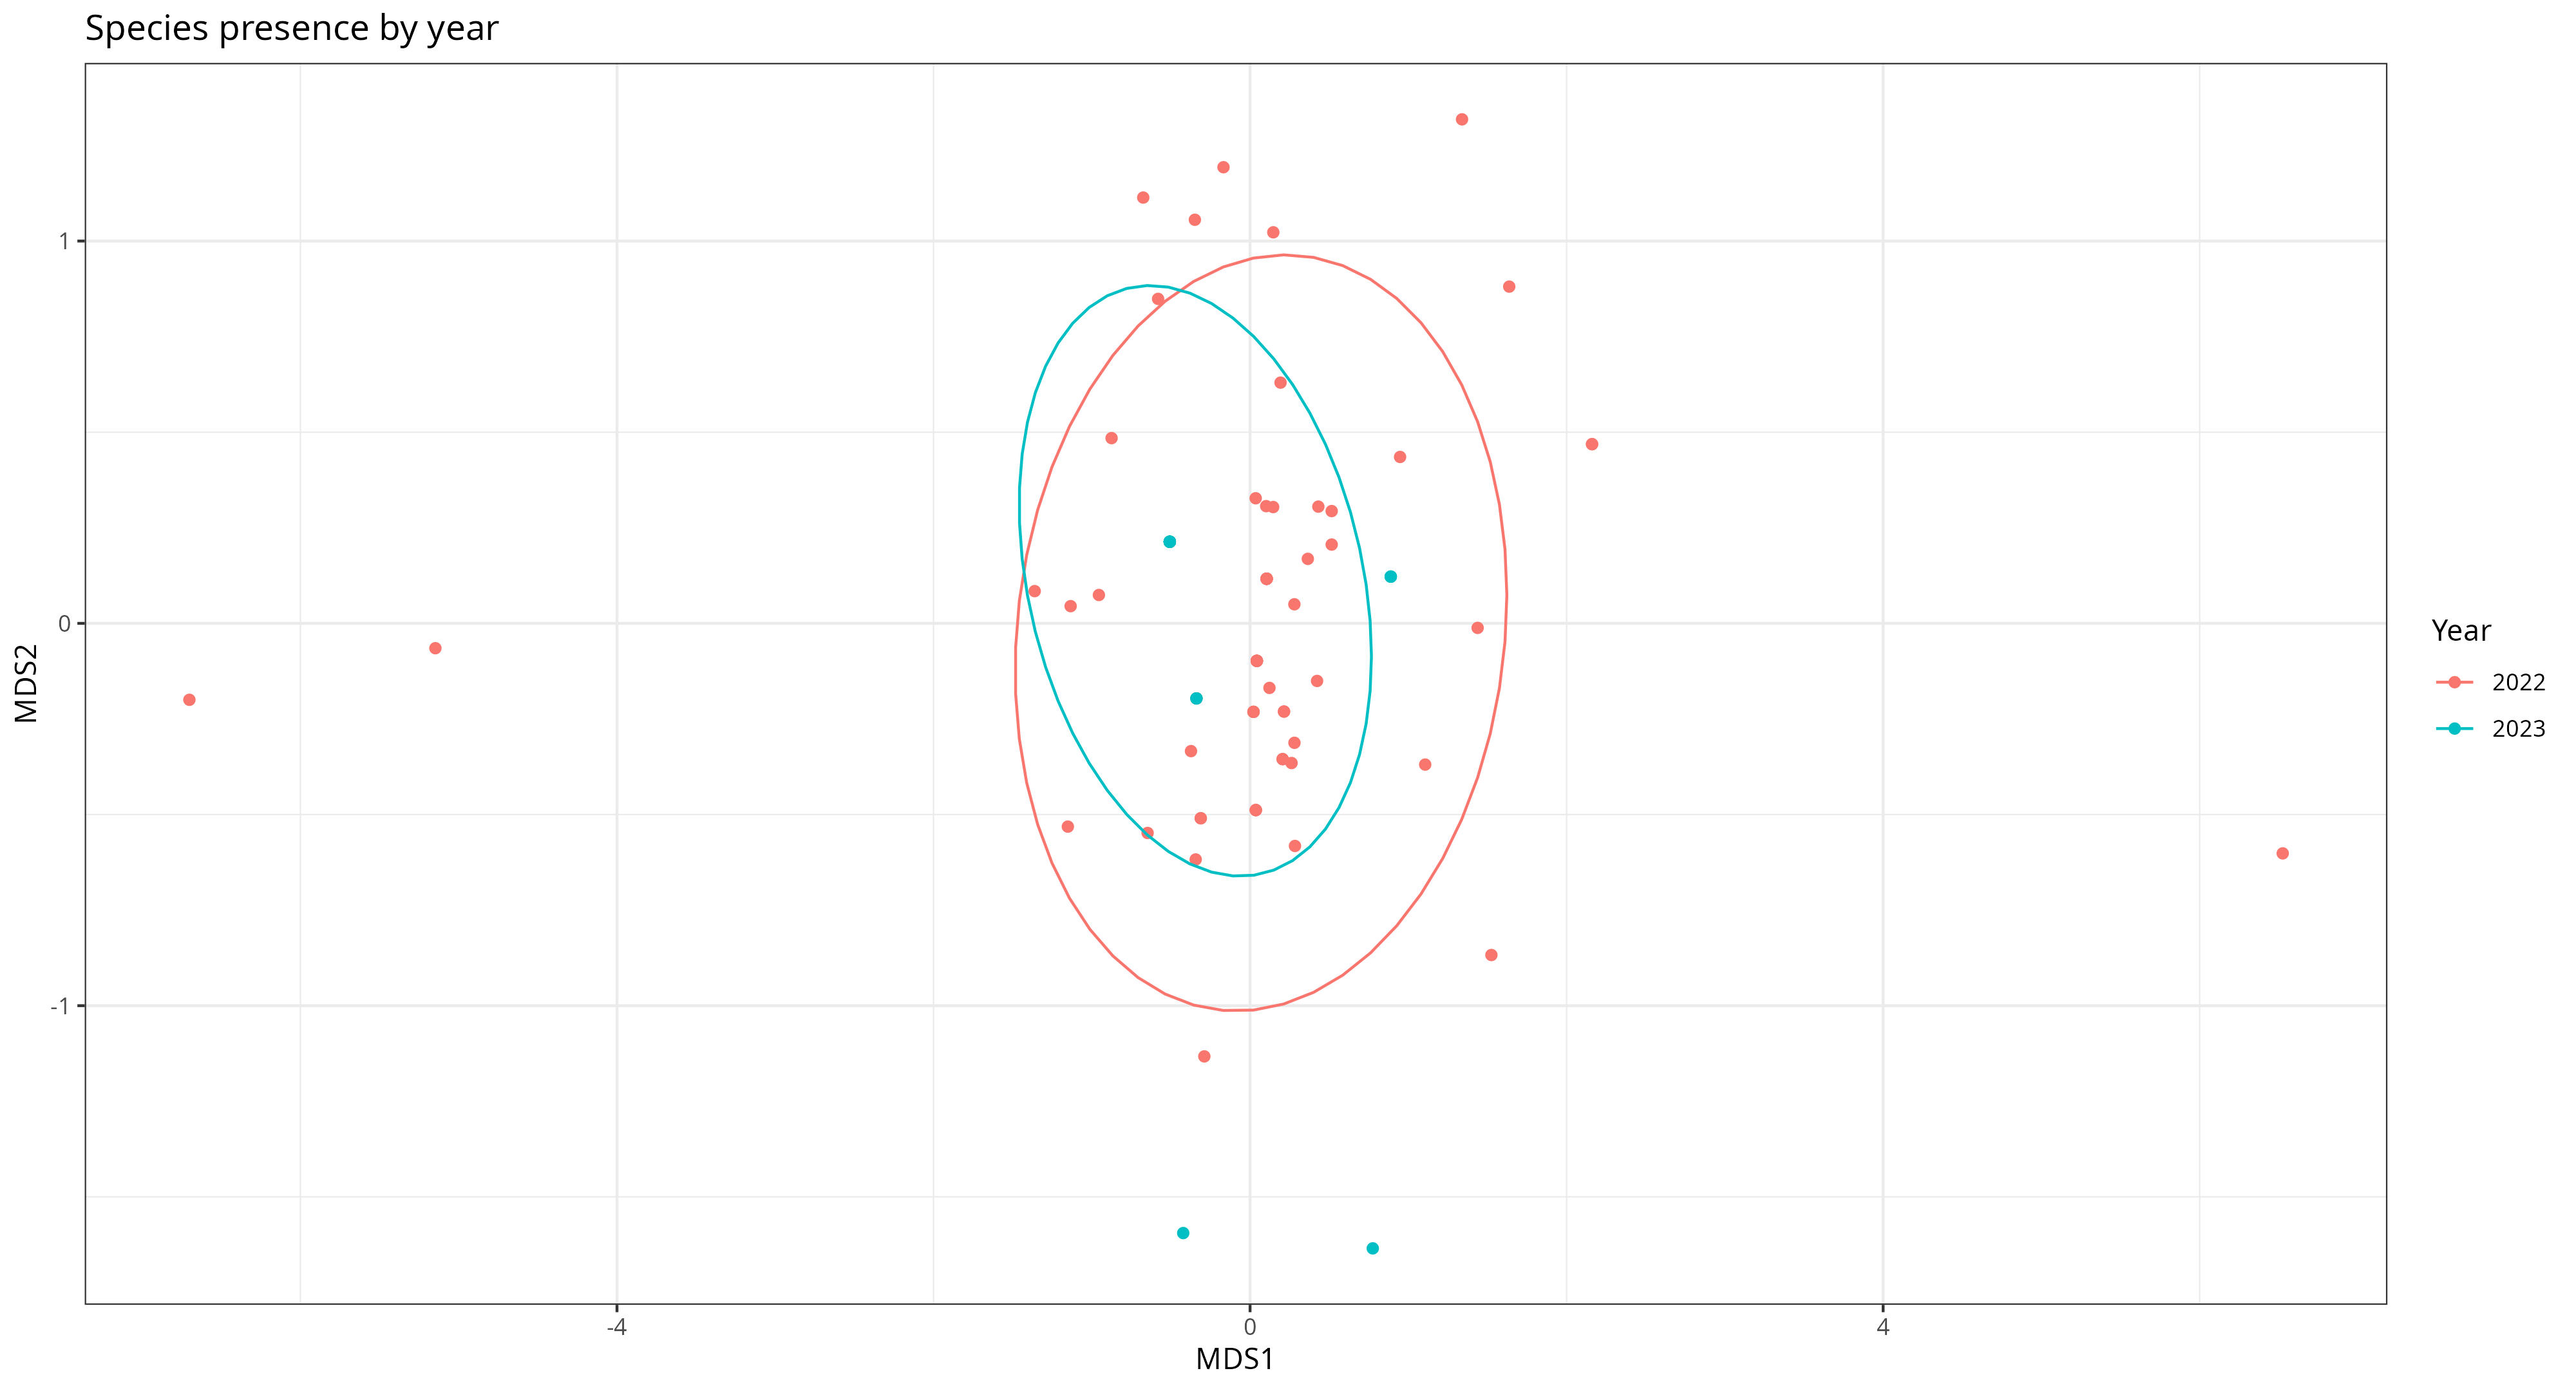 Species presence by year
1
0
-1
MDS2
-4
0
4
MDS1
Year
2022
2023